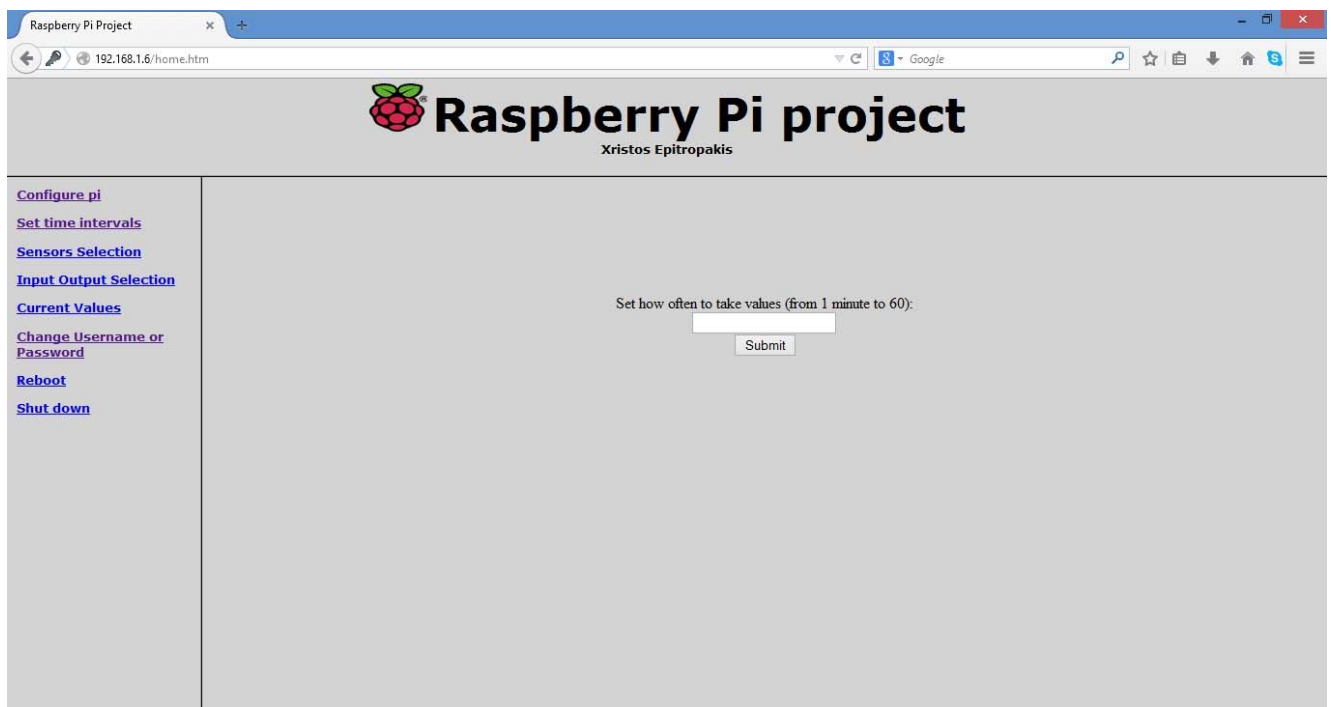 Raspberry Pi Project
192.168.1.6/home.htm
8 Google
S
Raspberry Pi project
®
Xristos Epitropakis
Configure pi
Set time intervals
Sensors Selection
Input Output Selection
Current Values
Change Username or
Password
Reboot
Shut down
Set how often to take values (from 1 minute to 60):
Submit